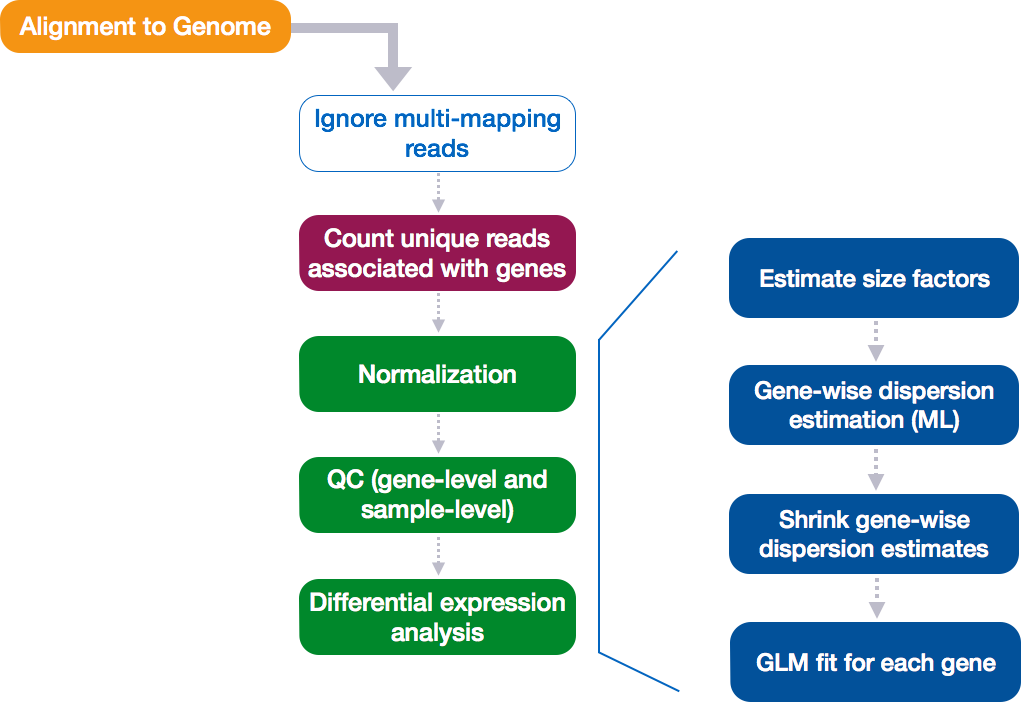 Alignment to Genome
Ignore multi-mapping
reads
Count unique reads
associated with genes
Normalization
QC (gene-level and
sample-level)
Differential expression
analysis
Estimate size factors
Gene-wise dispersion
estimation (ML)
Shrink gene-wise
dispersion estimates
GLM fit for each gene